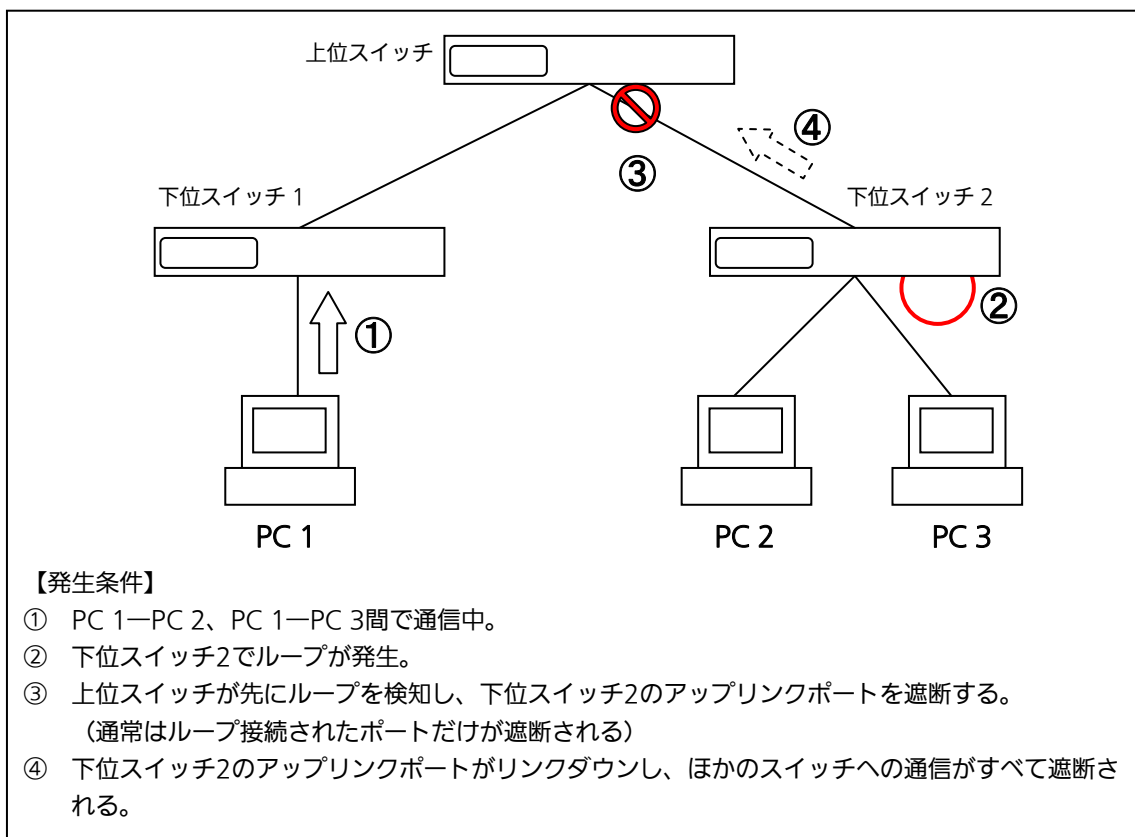 上位スイッチ
④
③
下位スイッチ 1
下位スイッチ 2
②
①
PC 1
PC 2
PC 3
【発生条件】
① PC 1―PC 2、PC 1―PC 3間で通信中。
② 下位スイッチ2でループが発生。
③ 上位スイッチが先にループを検知し、下位スイッチ2のアップリンクポートを遮断する。
（通常はループ接続されたポートだけが遮断される）
④ 下位スイッチ2のアップリンクポートがリンクダウンし、ほかのスイッチへの通信がすべて遮断さ
れる。